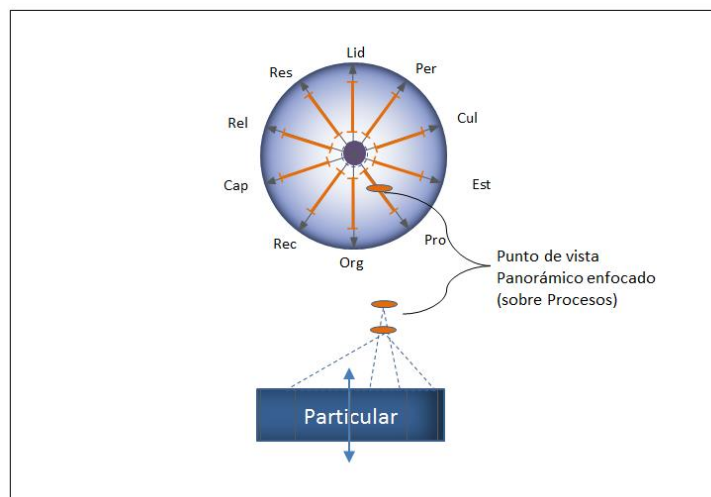 Lid
Res
Per
Rel
Cul
Cap
Est
Rec
Pro
Org
Punto de vista
Panorámico enfocado
(sobre Procesos)
Particular